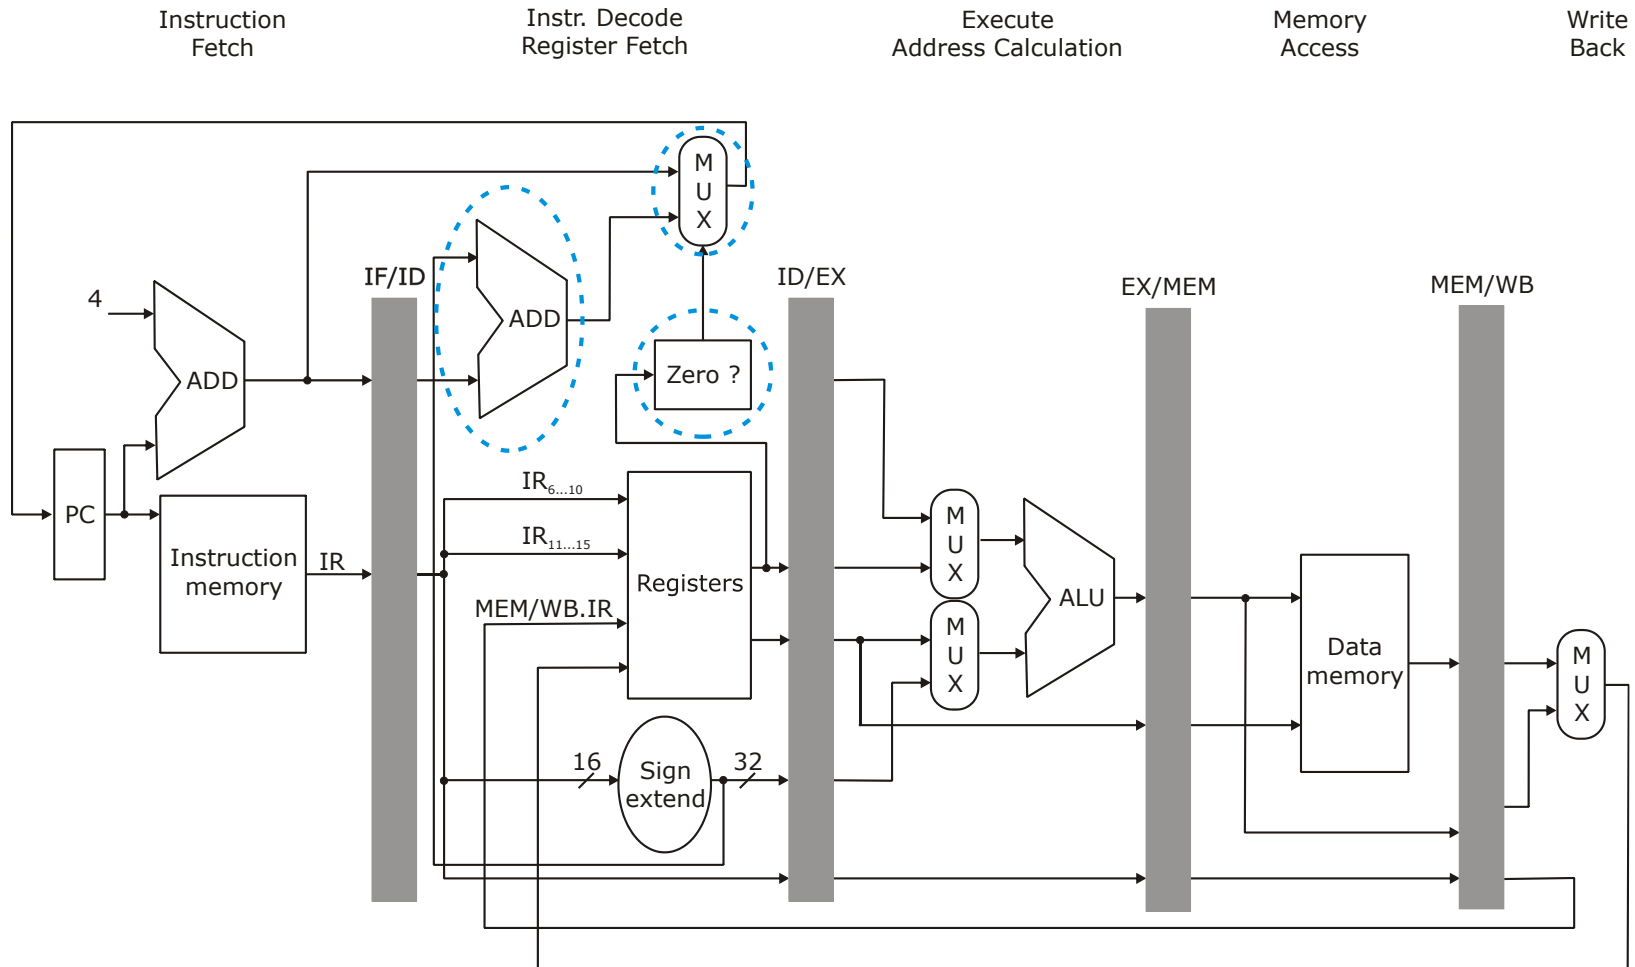 Instruction
Fetch
Instr. Decode
Register Fetch
Execute
Address Calculation
Memory
Access
Write
Back
M
U
X
IF/ID
ID/EX
EX/MEM
MEM/WB
4
ADD
ADD
Zero ?
PC
Instruction
memory
IR
IR6...10
IR11...15
MEM/WB.IR
Registers
M
U
X
M
U
X
ALU
Data
memory
M
U
X
16
Sign
extend
32